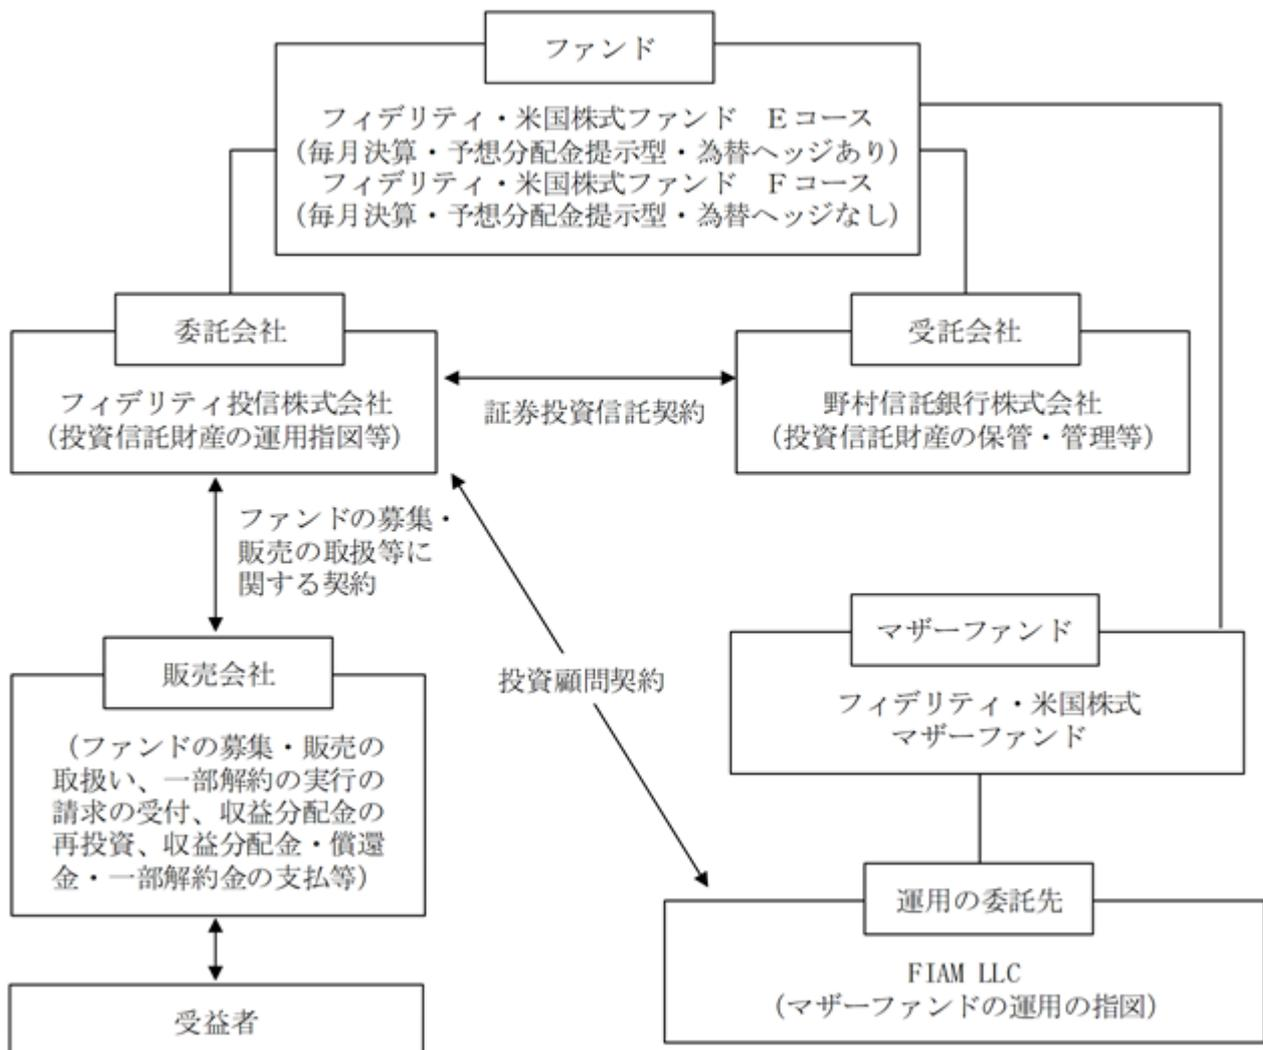 ファンド
フィデリティ・米国株式ファンド　Ｅコース
（毎月決算・予想分配金提示型・為替ヘッジあり）
フィデリティ・米国株式ファンド　Ｆコース
（毎月決算・予想分配金提示型・為替ヘッジなし）
委託会社
フィデリティ投信株式会社
（投資信託財産の運用指図等）
証券投資信託契約
受託会社
野村信託銀行株式会社
（投資信託財産の保管・管理等）
ファンドの募集・
販売の取扱等に
関する契約
投資顧問契約
マザーファンド
フィデリティ・米国株式
マザーファンド
販売会社
（ファンドの募集・販売の
取扱い、一部解約の実行の
請求の受付、収益分配金の
再投資、収益分配金・償還
金・一部解約金の支払等）
運用の委託先
FIAM LLC
（マザーファンドの運用の指図）
受益者